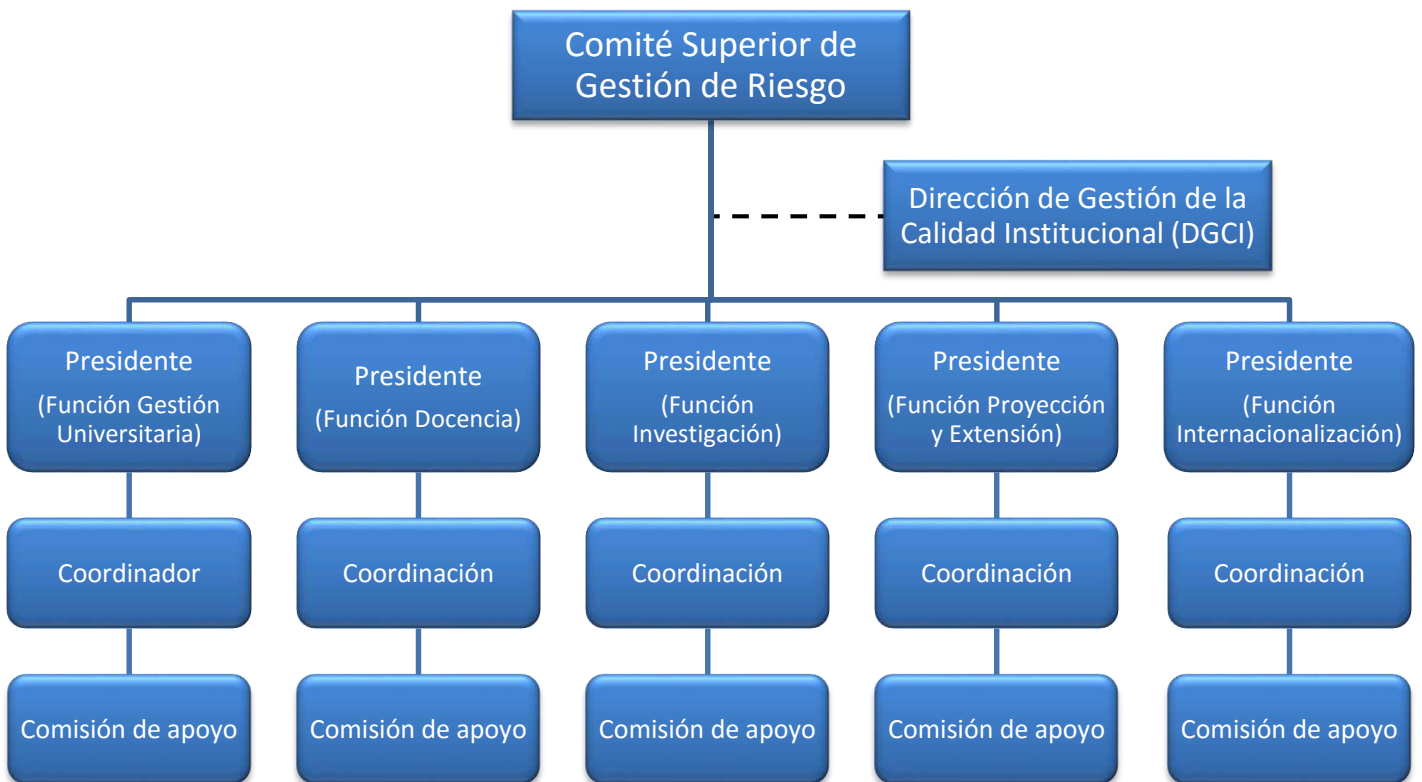 Comité Superior de
Gestión de Riesgo
Dirección de Gestión de la
Calidad Institucional (DGCI)
Presidente
(Función Gestión
Universitaria)
Presidente
(Función Docencia)
Presidente
(Función
Investigación)
Presidente
(Función Proyección
y Extensión)
Presidente
(Función
Internacionalización)
Coordinador
Coordinación
Coordinación
Coordinación
Coordinación
Comisión de apoyo
Comisión de apoyo
Comisión de apoyo
Comisión de apoyo
Comisión de apoyo